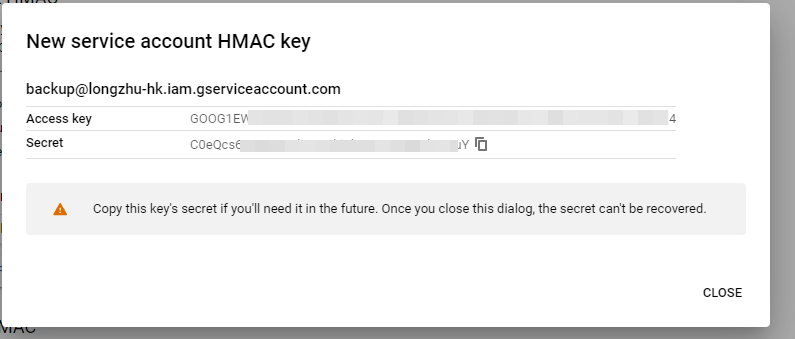 New service account HMAC key
backup@longzhu-hk.iam.gserviceaccount.com
Access key GOOG1EW 4
Secret C0eQcs6 uY
Copy this key's secret if you'll need it in the future. Once you close this dialog, the secret can't be recovered.
CLOSE
MAC